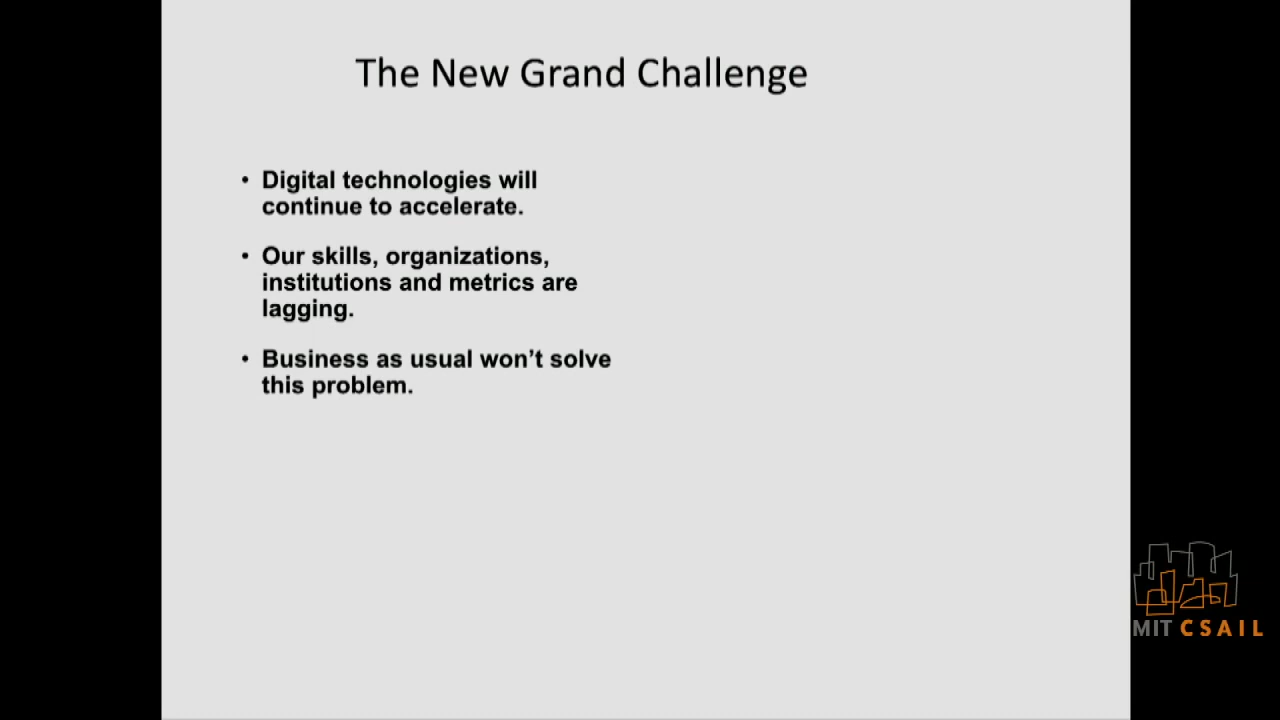 The New Grand Challenge
• Digital technologies will
continue to accelerate.
• Our skills, organizations,
institutions and metrics are
lagging.
• Business as usual won’t solve
this problem.
MIT CSAIL